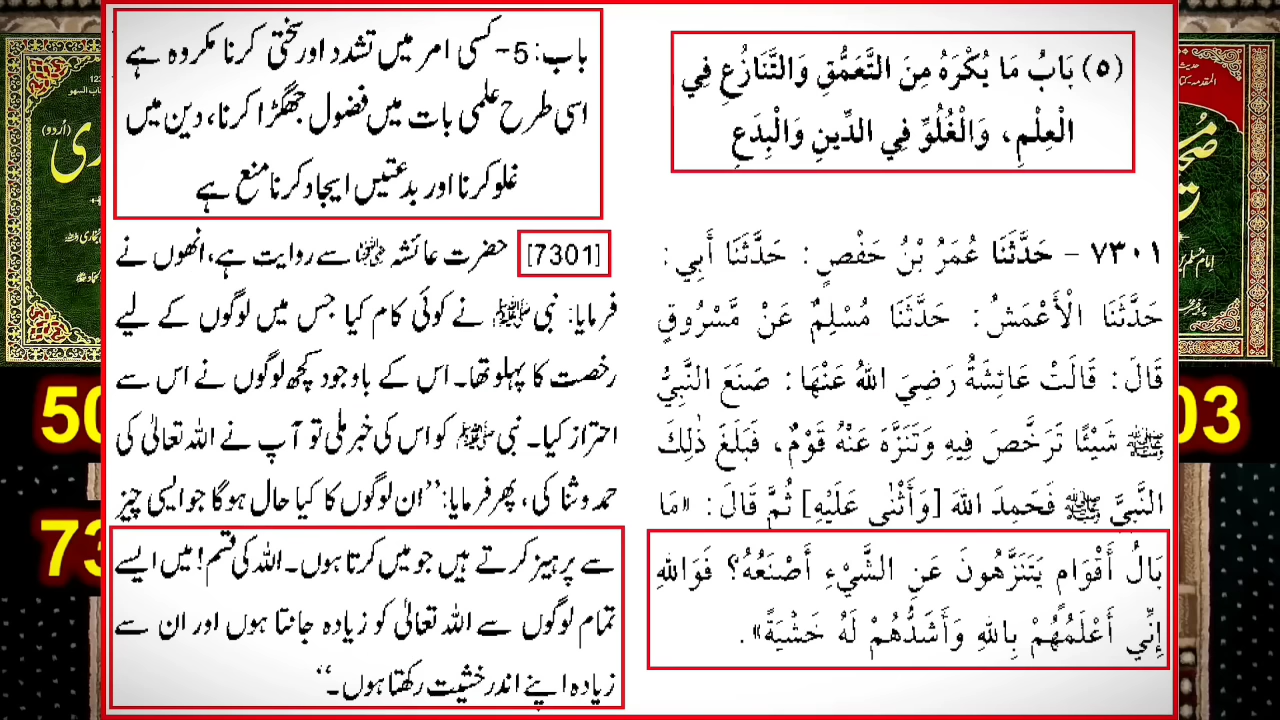 باب: 5- کسی امر میں تشدد اور سختی کرنا مکروہ ہے
اسی طرح علمی بات میں فضول جھگڑا کرنا، دین میں
غلو کرنا اور بدعتیں ایجاد کرنا منع ہے
[7301] حضرت عائشہ ؓ سے روایت ہے، انھوں نے
فرمایا: نبی ﷺ نے کوئی کام کیا جس میں لوگوں کے لیے
رخصت کا پہلو تھا۔ اس کے باوجود کچھ لوگوں نے اس سے
احتراز کیا۔ نبی ﷺ کو اس کی خبر ملی تو آپ نے اللہ تعالیٰ کی
حمد و ثنا کی، پھر فرمایا: ’’ان لوگوں کا کیا حال ہوگا جو ایسی چیز
سے پرہیز کرتے ہیں جو میں کرتا ہوں۔ اللہ کی قسم! میں ایسے
تمام لوگوں سے اللہ تعالیٰ کو زیادہ جانتا ہوں اور ان سے
زیادہ اپنے اندر خشیت رکھتا ہوں۔‘‘
(٥) بَابُ مَا يُكْرَهُ مِنَ التَّعَمُّقِ وَالتَّنَازُعِ فِي
الْعِلْمِ، وَالْغُلُوِّ فِي الدِّينِ وَالْبِدَعِ
٧٣٠١ - حَدَّثَنَا عُمَرُ بْنُ حَفْصٍ: حَدَّثَنَا أَبِي:
حَدَّثَنَا الْأَعْمَشُ: حَدَّثَنَا مُسْلِمٌ عَنْ مَّسْرُوقٍ
قَالَ: قَالَتْ عَائِشَةُ رَضِيَ اللهُ عَنْهَا: صَنَعَ النَّبِيُّ
ﷺ شَيْئًا تَرَخَّصَ فِيهِ وَتَنَزَّهَ عَنْهُ قَوْمٌ، فَبَلَغَ ذٰلِكَ
النَّبِيَّ ﷺ فَحَمِدَ اللهَ [وَأَثْنٰى عَلَيْهِ] ثُمَّ قَالَ: «مَا
بَالُ أَقْوَامٍ يَتَنَزَّهُونَ عَنِ الشَّيْءِ أَصْنَعُهُ؟ فَوَاللهِ
إِنِّي أَعْلَمُهُمْ بِاللهِ وَأَشَدُّهُمْ لَهُ خَشْيَةً».
50
03
73
(اُردو)